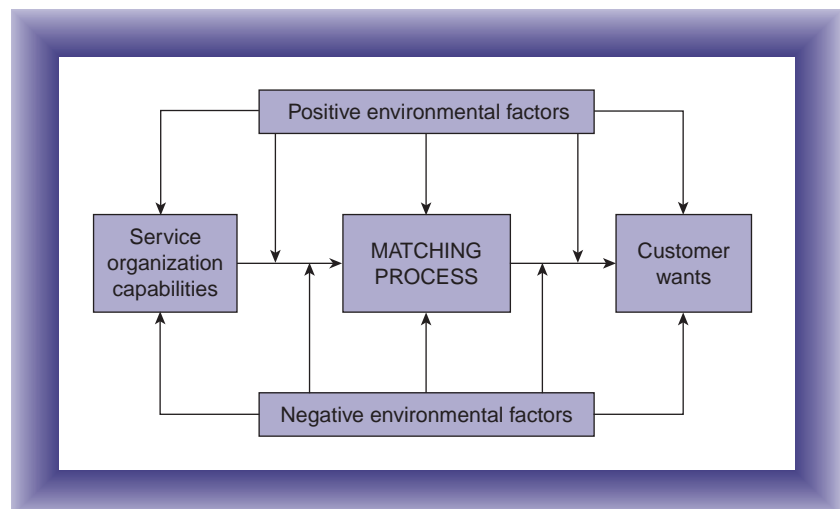 Positive environmental factors
Service
organization
capabilities
MATCHING
PROCESS
Customer
wants
Negative environmental factors